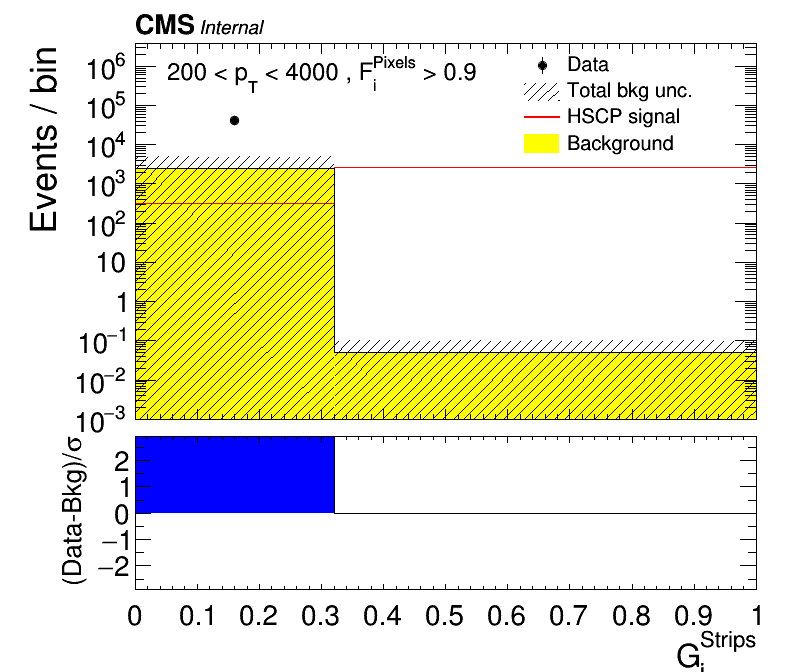 CMS Internal
200 < p_T < 4000 , F_i^Pixels > 0.9
Data
Total bkg unc.
HSCP signal
Background
Events / bin
10^6
10^5
10^4
10^3
10^2
10
1
10^−1
10^−2
10^−3
(Data-Bkg)/σ
2
1
0
−1
−2
0 0.1 0.2 0.3 0.4 0.5 0.6 0.7 0.8 0.9 1
G_i^Strips